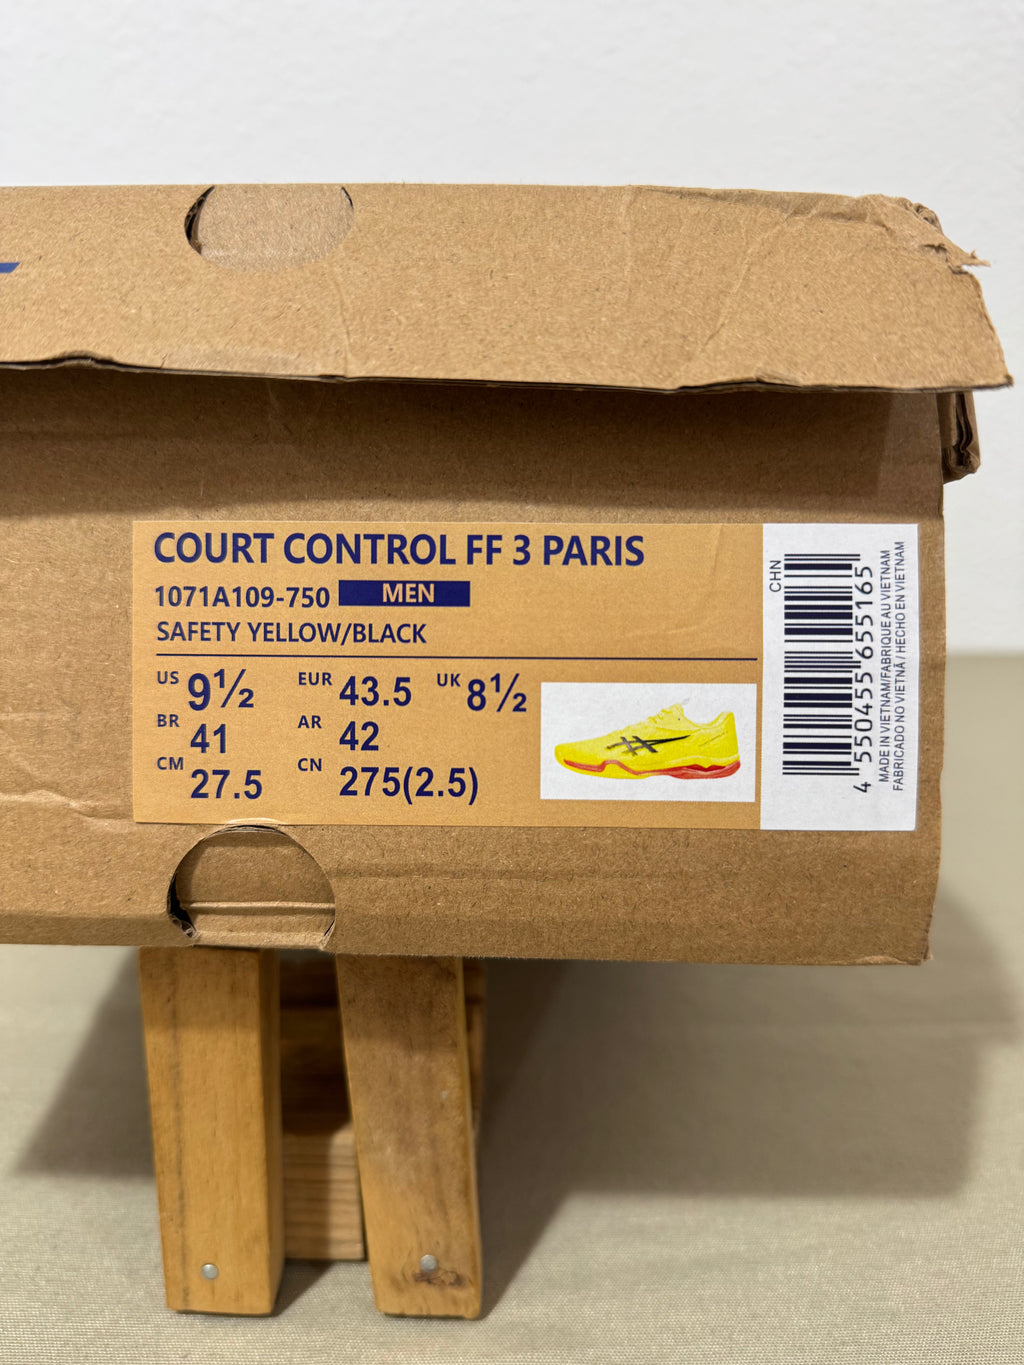 COURT CONTROL FF 3 PARIS
1071A109-750 MEN
SAFETY YELLOW/BLACK
US 9½ EUR 43.5 UK 8½
BR 41 AR 42
CM 27.5 CN 275(2.5)
CHN
4 550455 655165
MADE IN VIETNAM/FABRIQUE AU VIETNAM
FABRICADO NO VIETNÃ / HECHO EN VIETNAM